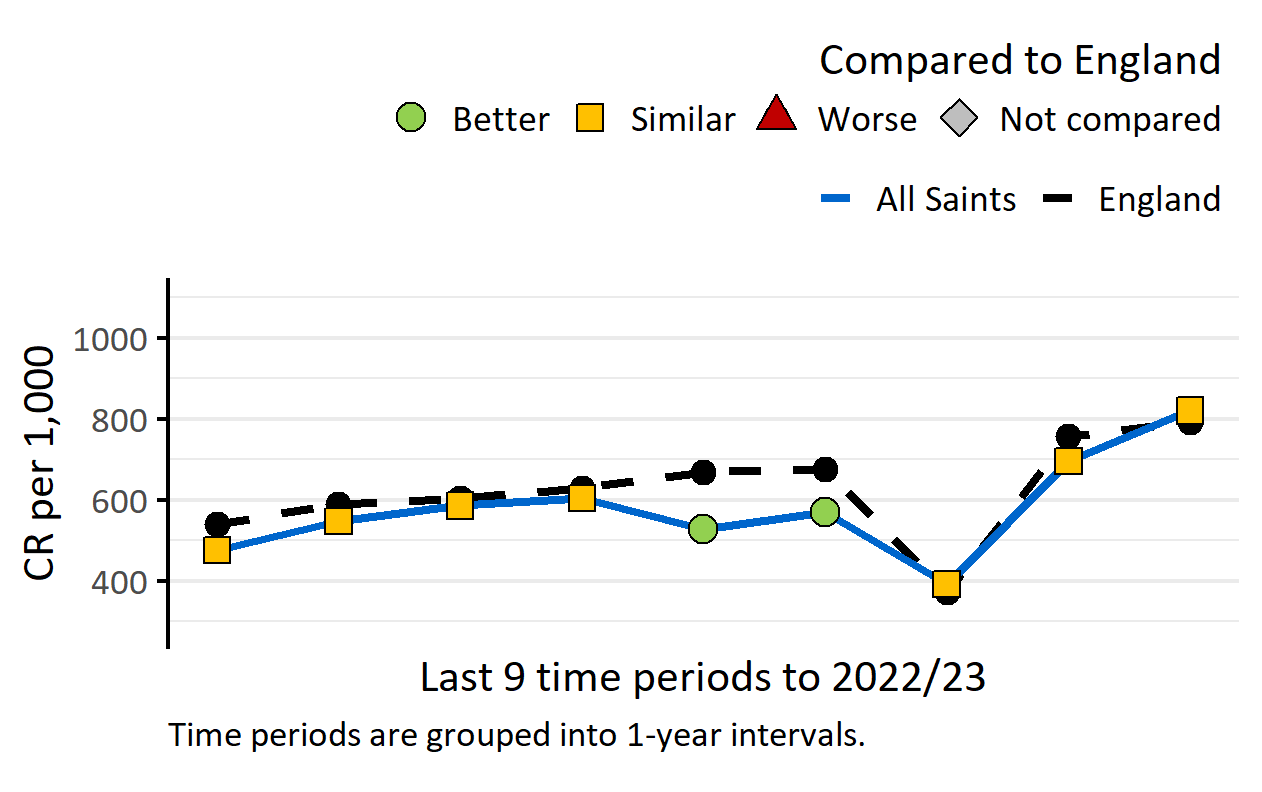 Compared to England
Better Similar Worse Not compared
All Saints England
CR per 1,000
1000
800
600
400
Last 9 time periods to 2022/23
Time periods are grouped into 1-year intervals.